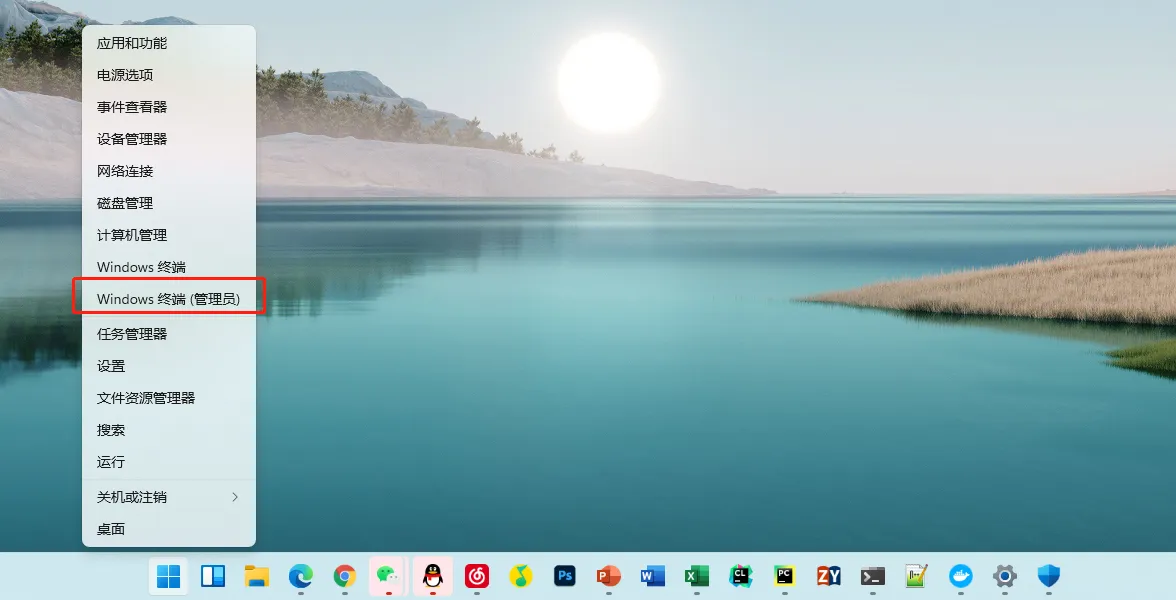 应用和功能
电源选项
事件查看器
设备管理器
网络连接
磁盘管理
计算机管理
Windows 终端
Windows 终端 (管理员)
任务管理器
设置
文件资源管理器
搜索
运行
关机或注销
桌面
Ps
P
W
X
CL
PC
ZY